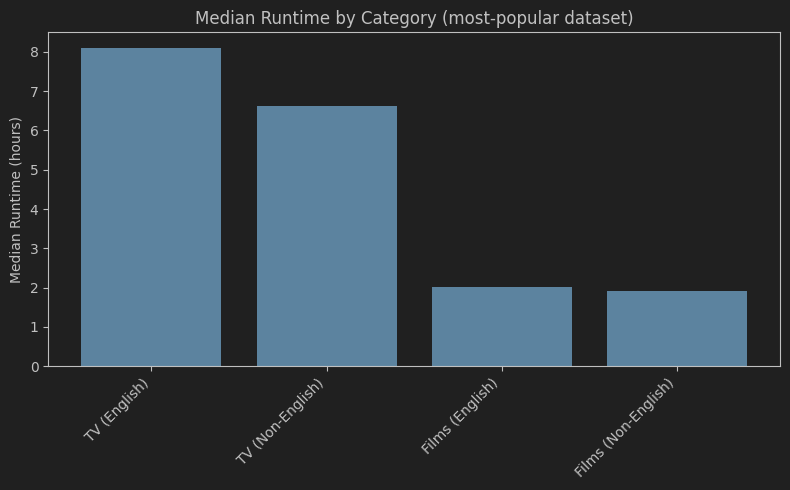 Median Runtime by Category (most-popular dataset)
Median Runtime (hours)
8
7
6
5
4
3
2
1
0
TV (English)
TV (Non-English)
Films (English)
Films (Non-English)